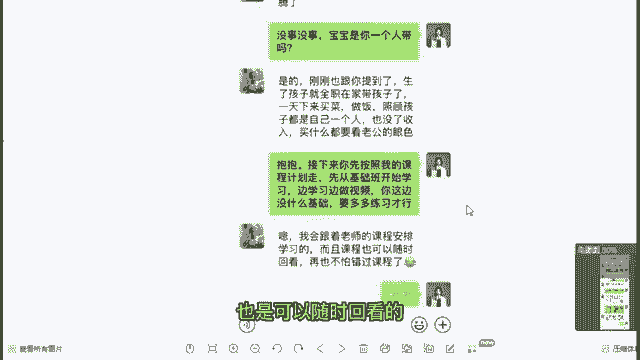 没事没事，宝宝是你一个人带
吗？
是的，刚刚也跟你提到了，生
了孩子就全职在家带孩子了，
一天下来买菜，做饭，照顾孩
子都是自己一个人，也没了收
入，买什么都要看老公的眼色
抱抱，接下来你先按照我的课
程计划走，先从基础班开始学
习，边学习边做视频，你这边
没什么基础，要多多练习才行
嗯，我会跟着老师的课程安排
学习的，而且课程也可以随时
回看，再也不怕错过课程了
也是可以随时回看的
查看所有图片
new